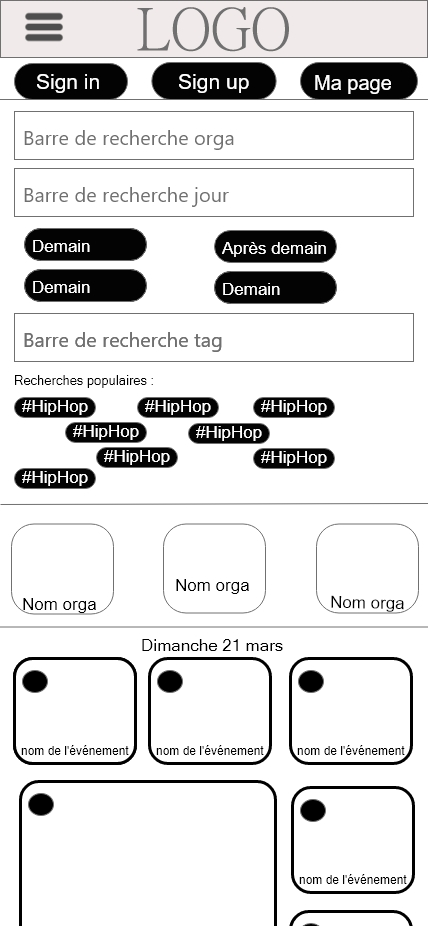 LOGO
Sign in
Sign up
Ma page
Barre de recherche orga
Barre de recherche jour
Demain
Après demain
Demain
Demain
Barre de recherche tag
Recherches populaires :
#HipHop
#HipHop
#HipHop
#HipHop
#HipHop
#HipHop
#HipHop
#HipHop
Nom orga
Nom orga
Nom orga
Dimanche 21 mars
nom de l'événement
nom de l'événement
nom de l'événement
nom de l'événement